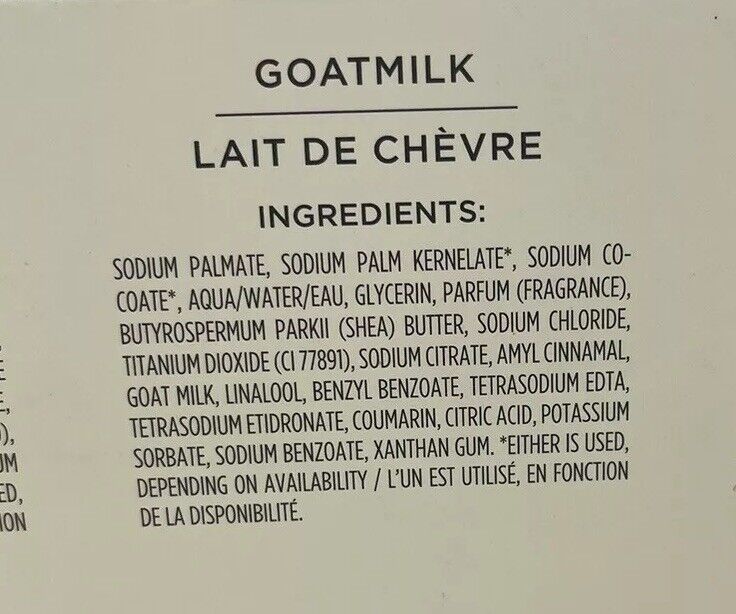 GOATMILK
LAIT DE CHÈVRE
INGREDIENTS:
SODIUM PALMATE, SODIUM PALM KERNELATE*, SODIUM CO-
COATE*, AQUA/WATER/EAU, GLYCERIN, PARFUM (FRAGRANCE),
BUTYROSPERMUM PARKII (SHEA) BUTTER, SODIUM CHLORIDE,
TITANIUM DIOXIDE (CI 77891), SODIUM CITRATE, AMYL CINNAMAL,
GOAT MILK, LINALOOL, BENZYL BENZOATE, TETRASODIUM EDTA,
TETRASODIUM ETIDRONATE, COUMARIN, CITRIC ACID, POTASSIUM
SORBATE, SODIUM BENZOATE, XANTHAN GUM. *EITHER IS USED,
DEPENDING ON AVAILABILITY / L'UN EST UTILISÉ, EN FONCTION
DE LA DISPONIBILITÉ.